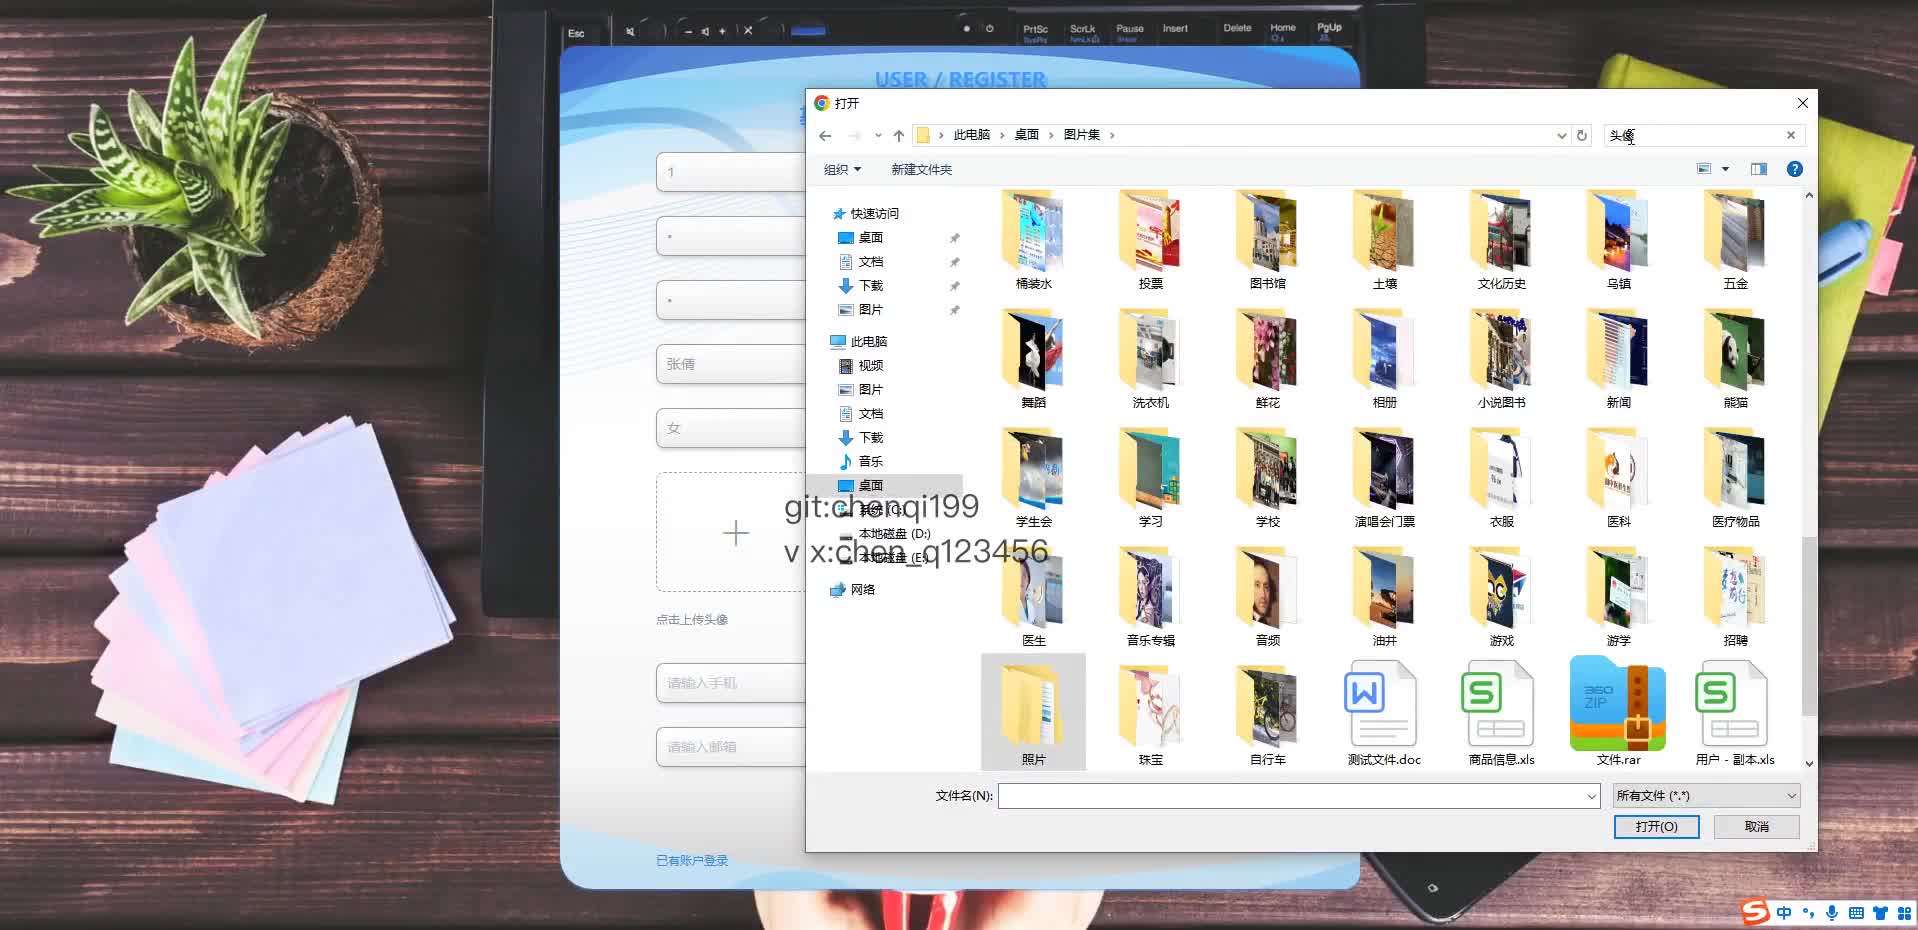 Esc
PrtSc
ScrLk
Pause
Insert
Delete
Home
PgUp
USER / REGISTER
1
张倩
女
点击上传头像
请输入手机
请输入邮箱
已有账户登录
打开
此电脑 › 桌面 › 图片集 ›
头像
组织
新建文件夹
快速访问
桌面
文档
下载
图片
此电脑
视频
图片
文档
下载
音乐
桌面
系统 (C:)
本地磁盘 (D:)
本地磁盘 (E:)
网络
git:chenqi199
v x:chen_q123456
桶装水
投票
图书馆
土壤
文化历史
乌镇
五金
舞蹈
洗衣机
鲜花
相册
小说图书
新闻
熊猫
学生会
学习
学校
演唱会门票
衣服
医科
医疗物品
医生
音乐专辑
音频
油井
游戏
游学
招聘
照片
珠宝
自行车
测试文件.doc
商品信息.xls
360
ZIP
文件.rar
用户 - 副本.xls
文件名(N):
所有文件 (*.*)
打开(O)
取消
中